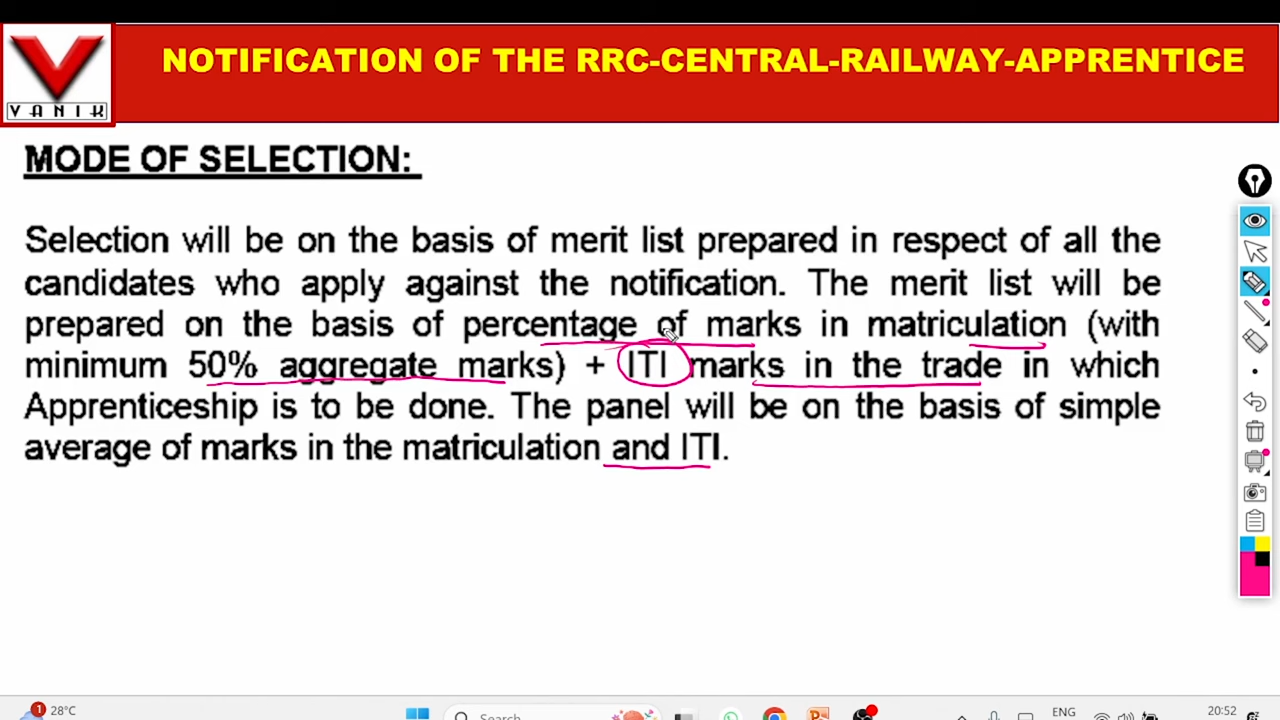 VANIK
NOTIFICATION OF THE RRC-CENTRAL-RAILWAY-APPRENTICE
MODE OF SELECTION:
Selection will be on the basis of merit list prepared in respect of all the
candidates who apply against the notification. The merit list will be
prepared on the basis of percentage of marks in matriculation (with
minimum 50% aggregate marks) + ITI marks in the trade in which
Apprenticeship is to be done. The panel will be on the basis of simple
average of marks in the matriculation and ITI.
1
28°C
Search
ENG
20:52